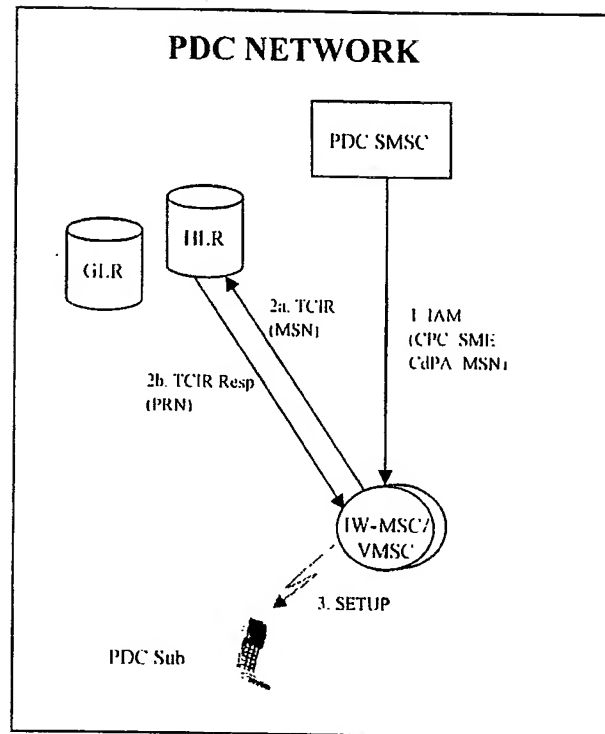 PDC NETWORK
PDC SMSC
HLR
GLR
2a. TCIR
(MSN)
1. IAM
(CPC SME
CdPA MSN)
2b. TCIR Resp
(PRN)
IW-MSC/
VMSC
3. SETUP
PDC Sub